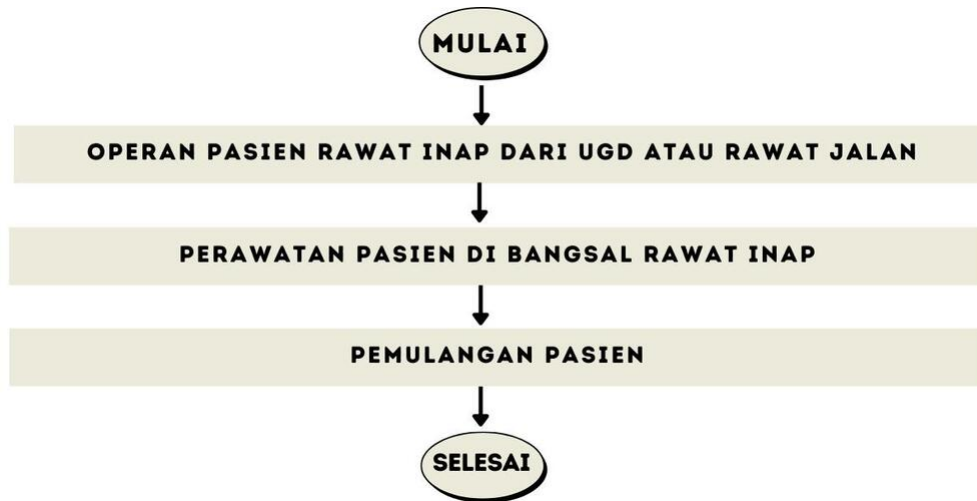 MULAI
OPERAN PASIEN RAWAT INAP DARI UGD ATAU RAWAT JALAN
PERAWATAN PASIEN DI BANGSAL RAWAT INAP
PEMULANGAN PASIEN
SELESAI